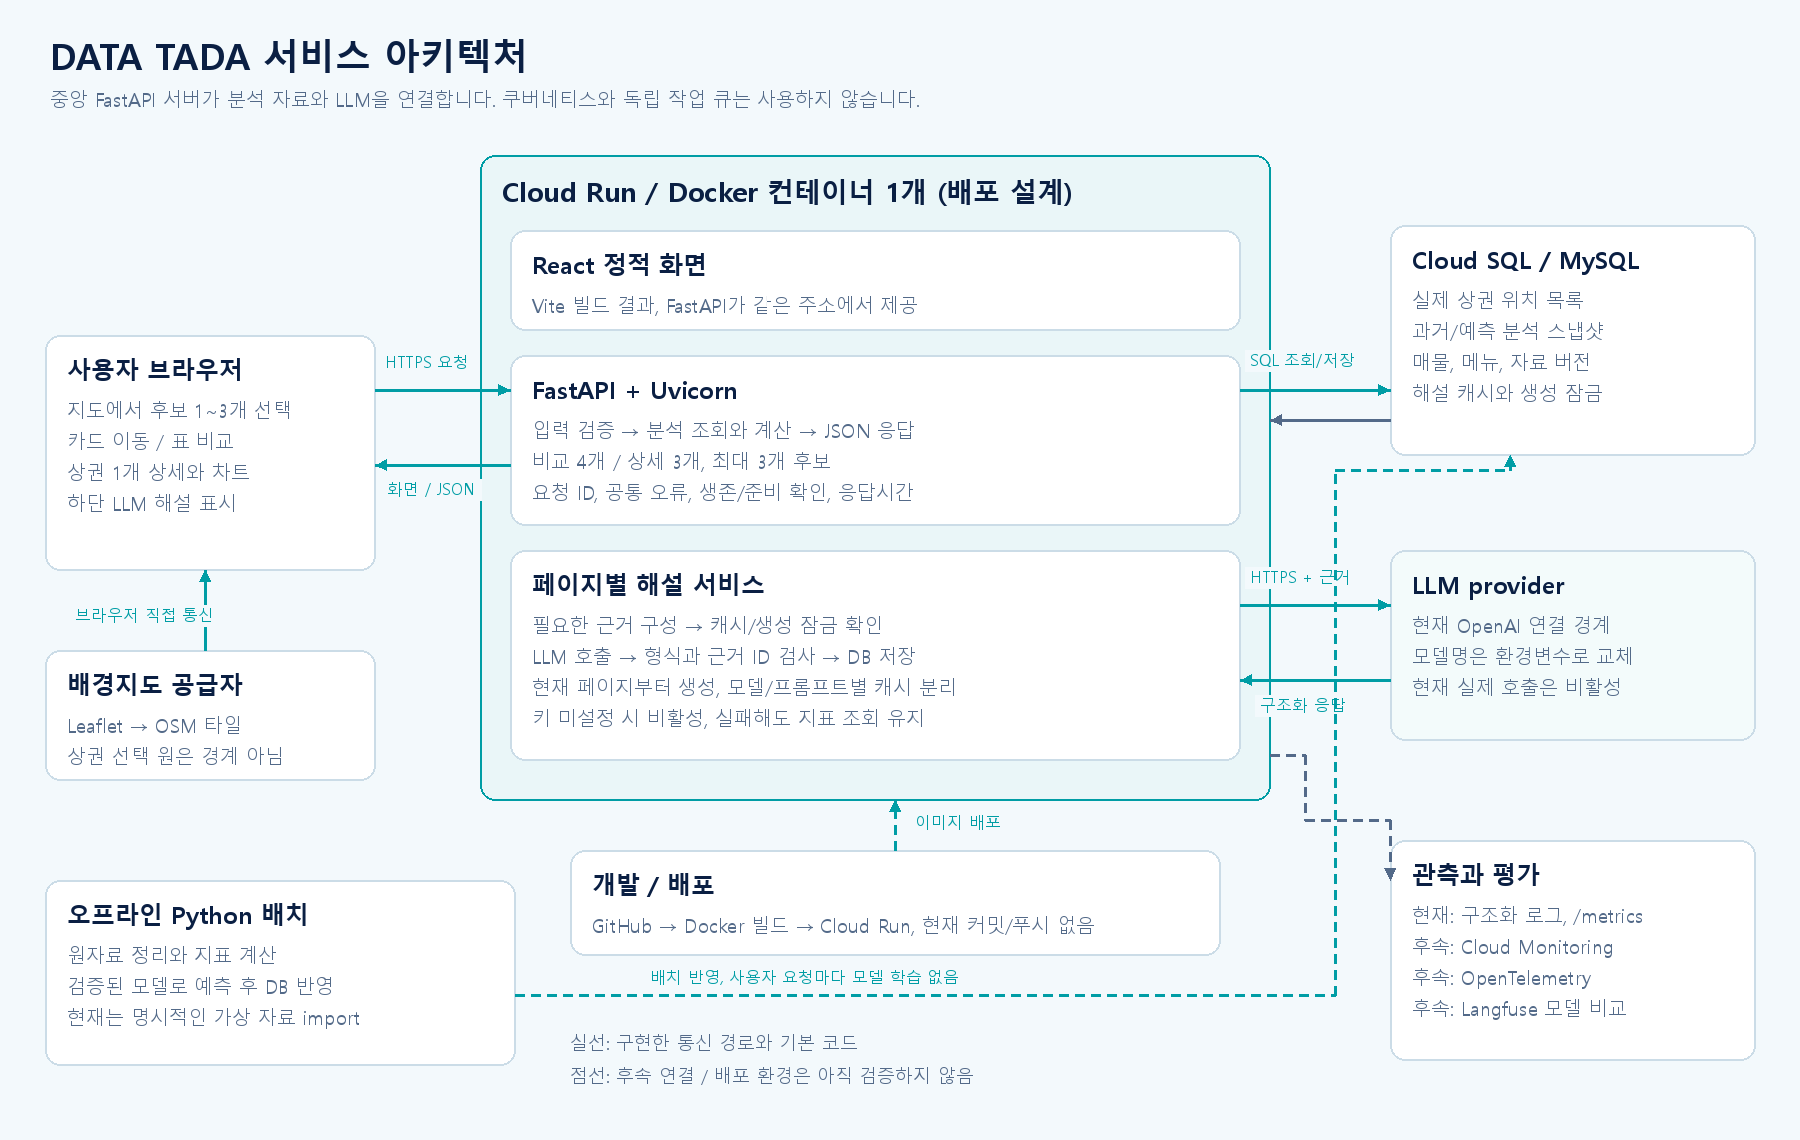 DATA TADA 서비스 아키텍처
중앙 FastAPI 서버가 분석 자료와 LLM을 연결합니다. 쿠버네티스와 독립 작업 큐는 사용하지 않습니다.
Cloud Run / Docker 컨테이너 1개 (배포 설계)
React 정적 화면
Vite 빌드 결과, FastAPI가 같은 주소에서 제공
사용자 브라우저
지도에서 후보 1~3개 선택
카드 이동 / 표 비교
상권 1개 상세와 차트
하단 LLM 해설 표시
HTTPS 요청
화면 / JSON
FastAPI + Uvicorn
입력 검증 → 분석 조회와 계산 → JSON 응답
비교 4개 / 상세 3개, 최대 3개 후보
요청 ID, 공통 오류, 생존/준비 확인, 응답시간
SQL 조회/저장
Cloud SQL / MySQL
실제 상권 위치 목록
과거/예측 분석 스냅샷
매물, 메뉴, 자료 버전
해설 캐시와 생성 잠금
브라우저 직접 통신
배경지도 공급자
Leaflet → OSM 타일
상권 선택 원은 경계 아님
페이지별 해설 서비스
필요한 근거 구성 → 캐시/생성 잠금 확인
LLM 호출 → 형식과 근거 ID 검사 → DB 저장
현재 페이지부터 생성, 모델/프롬프트별 캐시 분리
키 미설정 시 비활성, 실패해도 지표 조회 유지
HTTPS + 근거
구조화 응답
LLM provider
현재 OpenAI 연결 경계
모델명은 환경변수로 교체
현재 실제 호출은 비활성
이미지 배포
개발 / 배포
GitHub → Docker 빌드 → Cloud Run, 현재 커밋/푸시 없음
오프라인 Python 배치
원자료 정리와 지표 계산
검증된 모델로 예측 후 DB 반영
현재는 명시적인 가상 자료 import
배치 반영, 사용자 요청마다 모델 학습 없음
관측과 평가
현재: 구조화 로그, /metrics
후속: Cloud Monitoring
후속: OpenTelemetry
후속: Langfuse 모델 비교
실선: 구현한 통신 경로와 기본 코드
점선: 후속 연결 / 배포 환경은 아직 검증하지 않음